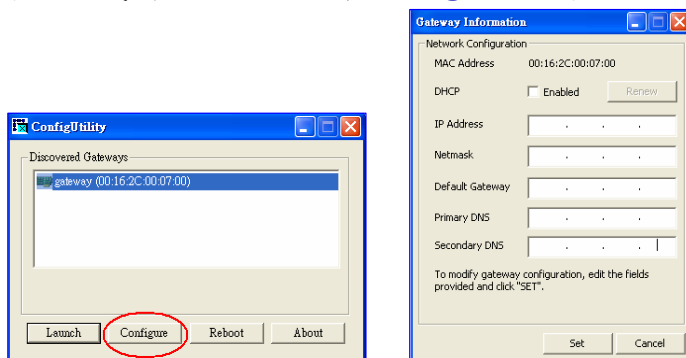 ConfigUtility
Discovered Gateways
gateway (00:16:2C:00:07:00)
Launch
Configure
Reboot
About
Gateway Information
Network Configuration
MAC Address 00:16:2C:00:07:00
DHCP Enabled Renew
IP Address . . .
Netmask . . .
Default Gateway . . .
Primary DNS . . .
Secondary DNS . . .
To modify gateway configuration, edit the fields
provided and click "SET".
Set Cancel